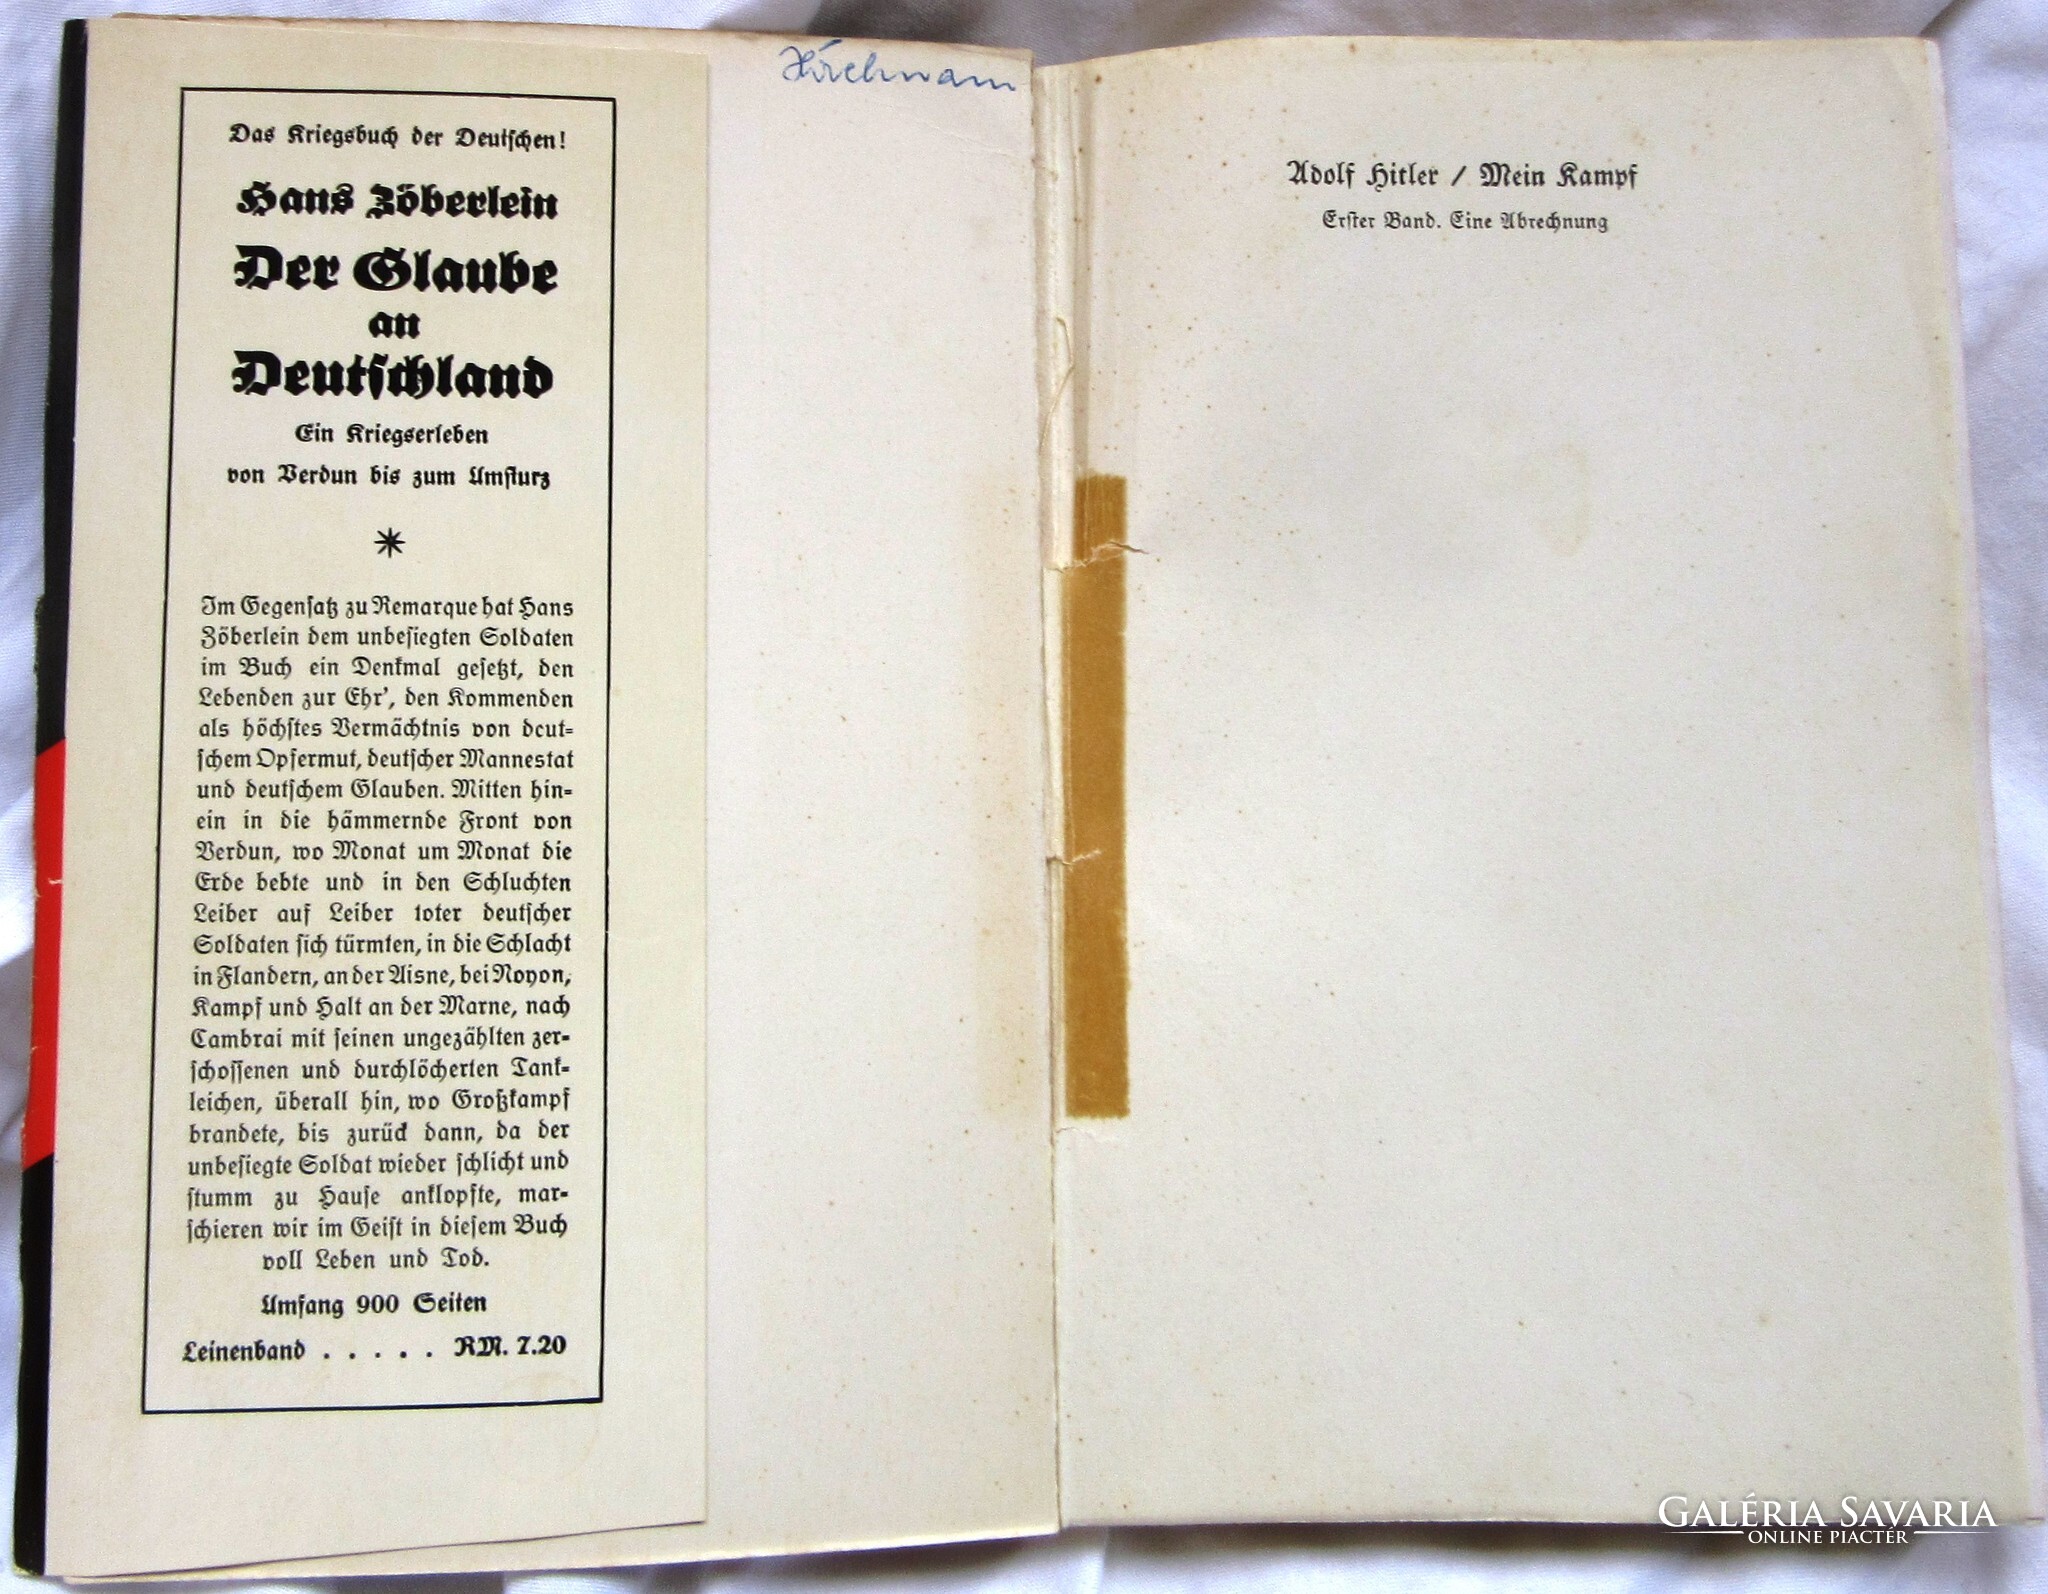 Das Kriegsbuch der Deutschen!
Hans Zöberlein
Der Glaube
an
Deutschland
Ein Kriegserleben
von Verdun bis zum Umsturz
Im Gegensatz zu Remarque hat Hans
Zöberlein dem unbesiegten Soldaten
im Buch ein Denkmal gesetzt, den
Lebenden zur Ehr', den Kommenden
als höchstes Vermächtnis von deut-
schem Opfermut, deutscher Mannestat
und deutschem Glauben. Mitten hin-
ein in die hämmernde Front von
Verdun, wo Monat um Monat die
Erde bebte und in den Schluchten
Leiber auf Leiber toter deutscher
Soldaten sich türmten, in die Schlacht
in Flandern, an der Aisne, bei Noyon,
Kampf und Halt an der Marne, nach
Cambrai mit seinen ungezählten zer-
schossenen und durchlöcherten Tank-
leichen, überall hin, wo Großkampf
brandete, bis zurück dann, da der
unbesiegte Soldat wieder schlicht und
stumm zu Hause anklopfte, mar-
schieren wir im Geist in diesem Buch
voll Leben und Tod.
Umfang 900 Seiten
Leinenband . . . . . RM. 7.20
Adolf Hitler / Mein Kampf
Erster Band. Eine Abrechnung
GALÉRIA SAVARIA
ONLINE PIACTÉR